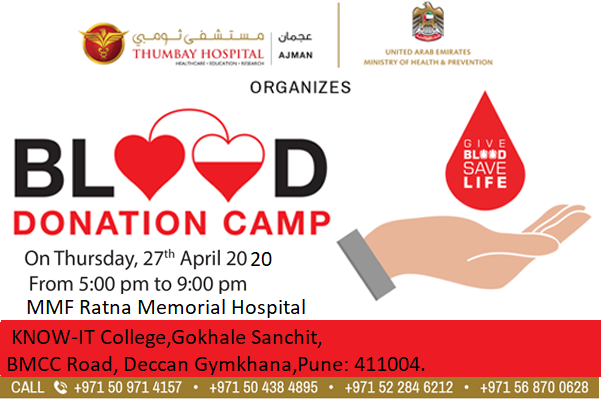 مستشفى ثومبي
THUMBAY HOSPITAL
HEALTHCARE • EDUCATION • RESEARCH
عجمان
AJMAN
UNITED ARAB EMIRATES
MINISTRY OF HEALTH & PREVENTION
ORGANIZES
BLOOD
DONATION CAMP
GIVE
BLOOD
SAVE
LIFE
On Thursday, 27th April 2020
From 5:00 pm to 9:00 pm
MMF Ratna Memorial Hospital
KNOW-IT College,Gokhale Sanchit,
BMCC Road, Deccan Gymkhana,Pune: 411004.
CALL +971 50 971 4157 • +971 50 438 4895 • +971 52 284 6212 • +971 56 870 0628